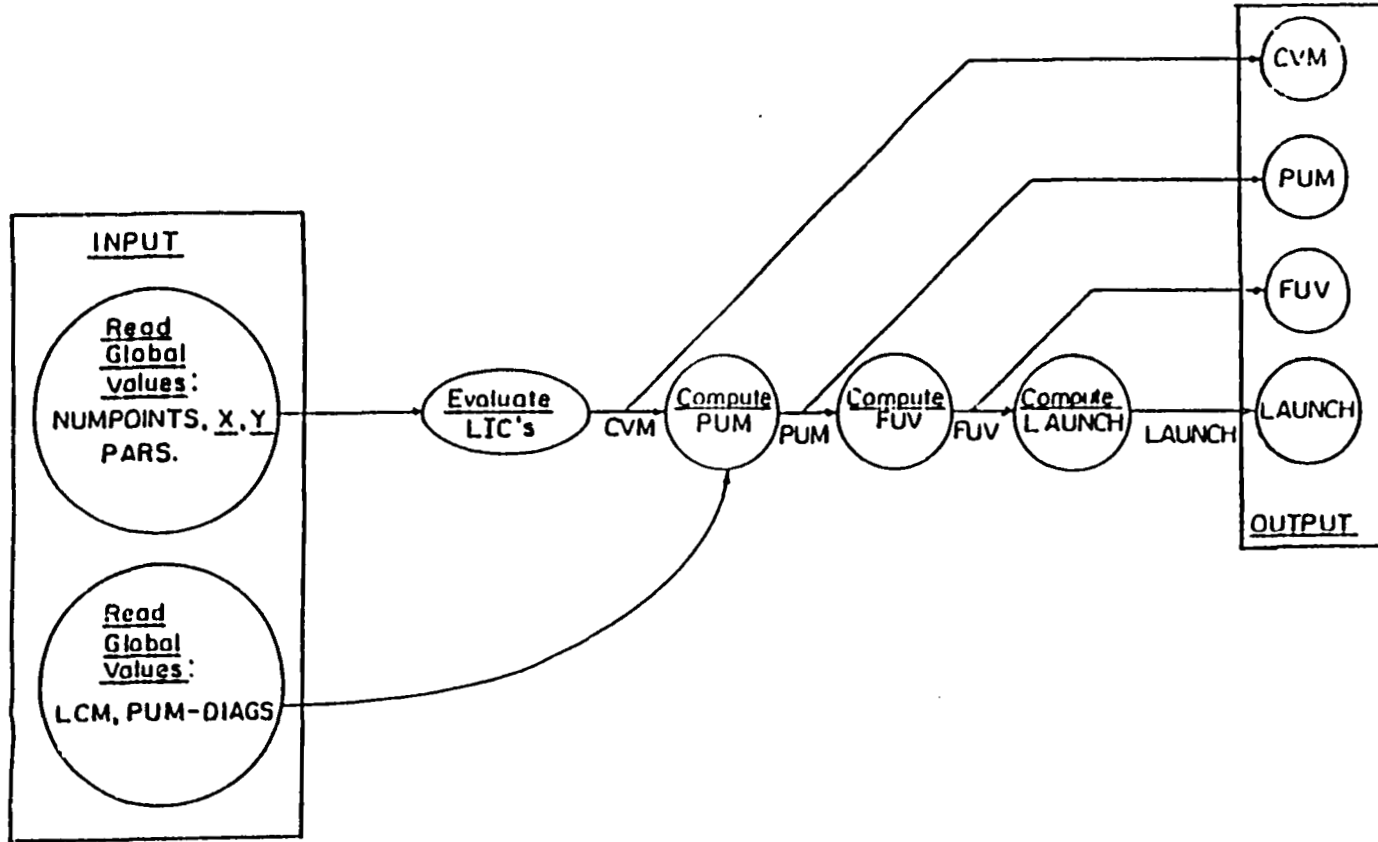 INPUT
Read
Global
Values:
NUMPOINTS, X, Y
PARS.
Read
Global
Values:
LCM, PUM-DIAGS
Evaluate
LIC's
CVM
Compute
PUM
PUM
Compute
FUV
FUV
Compute
LAUNCH
LAUNCH
CVM
PUM
FUV
LAUNCH
OUTPUT